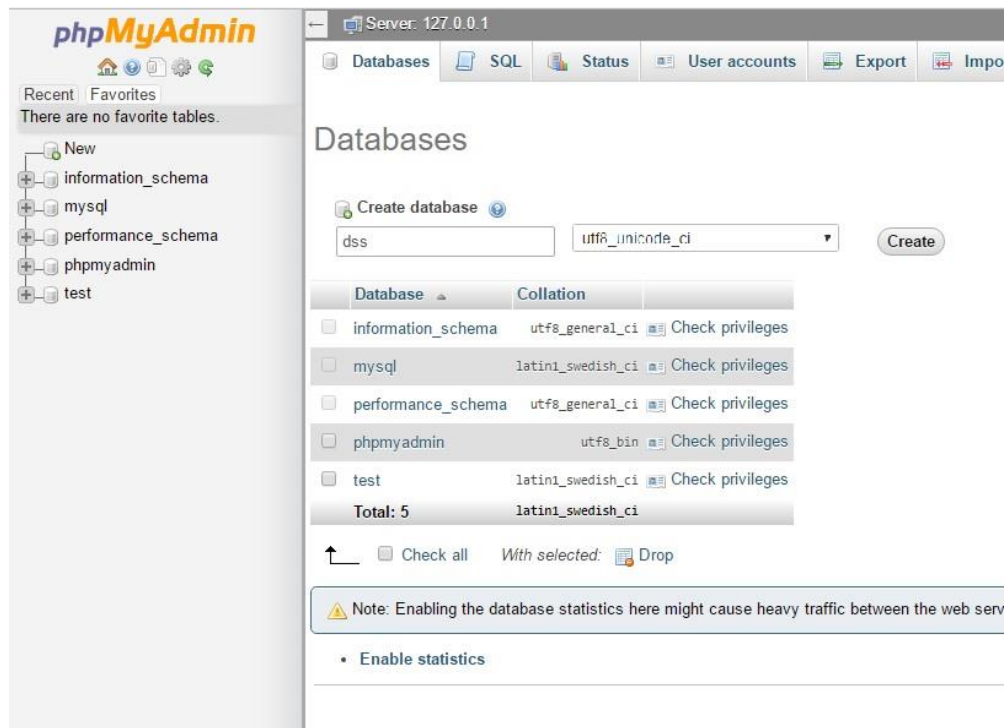 phpMyAdmin
Recent Favorites
There are no favorite tables.
New
information_schema
mysql
performance_schema
phpmyadmin
test
Server: 127.0.0.1
Databases SQL Status User accounts Export Impo
Databases
Create database
dss utf8_unicode_ci Create
Database Collation
information_schema utf8_general_ci Check privileges
mysql latin1_swedish_ci Check privileges
performance_schema utf8_general_ci Check privileges
phpmyadmin utf8_bin Check privileges
test latin1_swedish_ci Check privileges
Total: 5 latin1_swedish_ci
Check all With selected: Drop
Note: Enabling the database statistics here might cause heavy traffic between the web serv
• Enable statistics